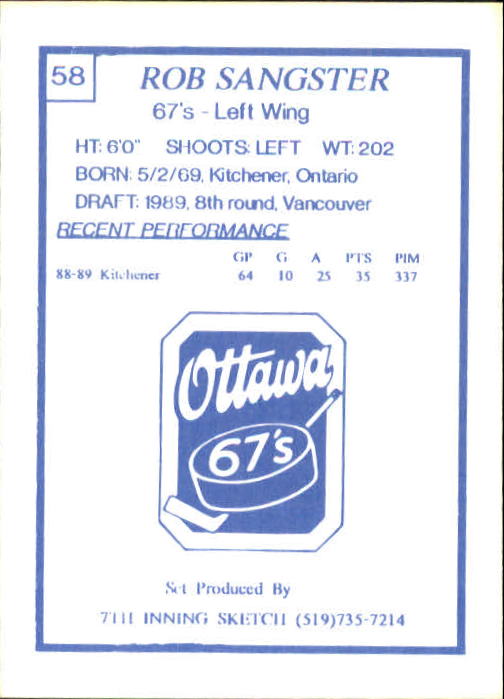 58
ROB SANGSTER
67's - Left Wing
HT: 6'0" SHOOTS: LEFT WT: 202
BORN: 5/2/69, Kitchener, Ontario
DRAFT: 1989, 8th round, Vancouver
RECENT PERFORMANCE
GP G A PTS PIM
88-89 Kitchener 64 10 25 35 337
Ottawa
67's
Set Produced By
7TH INNING SKETCH (519)735-7214